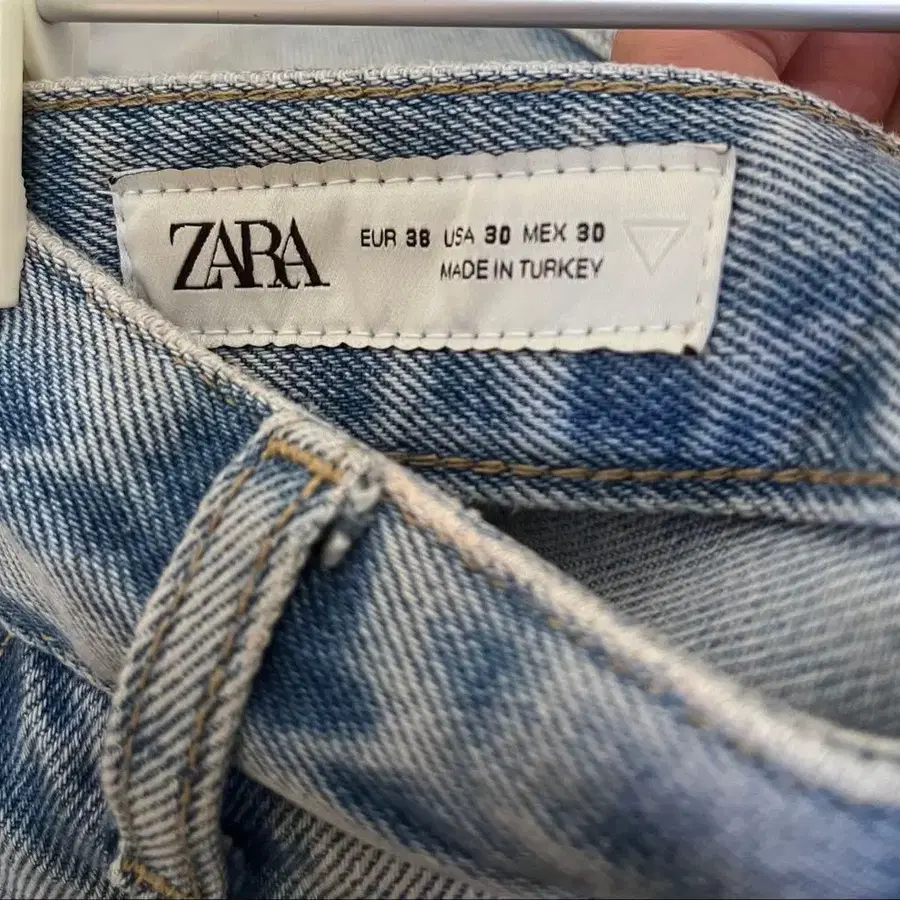 ZARA EUR 38 USA 30 MEX 30
MADE IN TURKEY